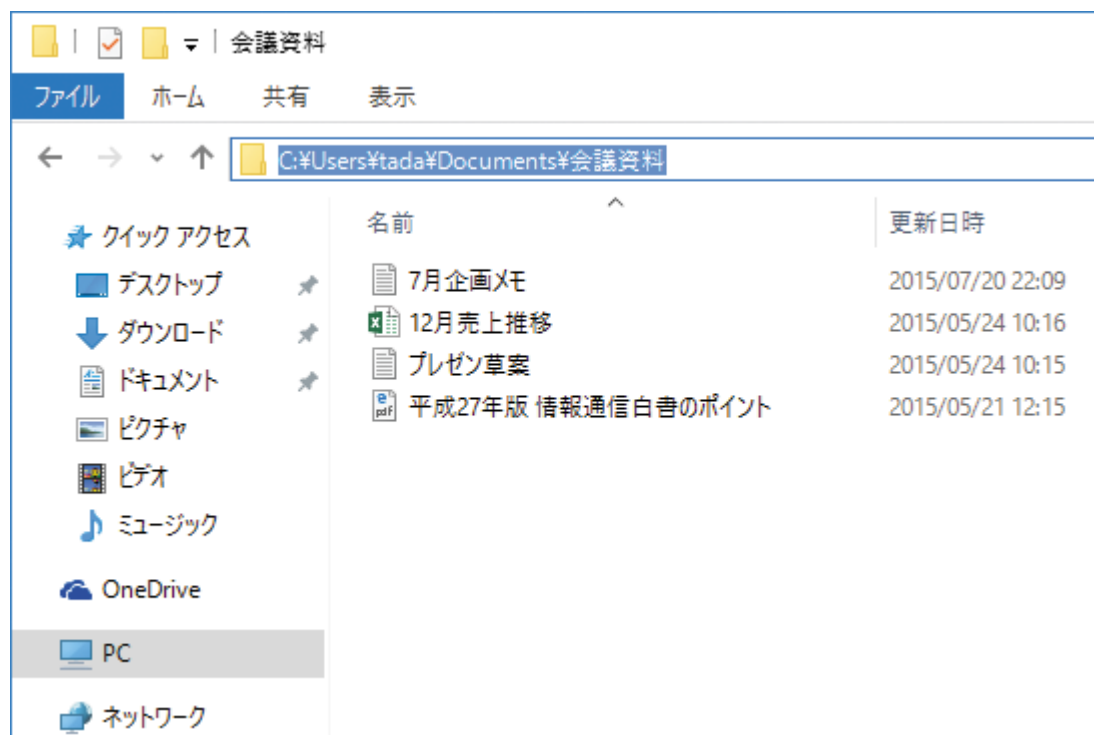 会議資料
ファイル ホーム 共有 表示
C:¥Users¥tada¥Documents¥会議資料
クイック アクセス
デスクトップ
ダウンロード
ドキュメント
ピクチャ
ビデオ
ミュージック
OneDrive
PC
ネットワーク
名前 更新日時
7月企画メモ 2015/07/20 22:09
12月売上推移 2015/05/24 10:16
プレゼン草案 2015/05/24 10:15
平成27年版 情報通信白書のポイント 2015/05/21 12:15